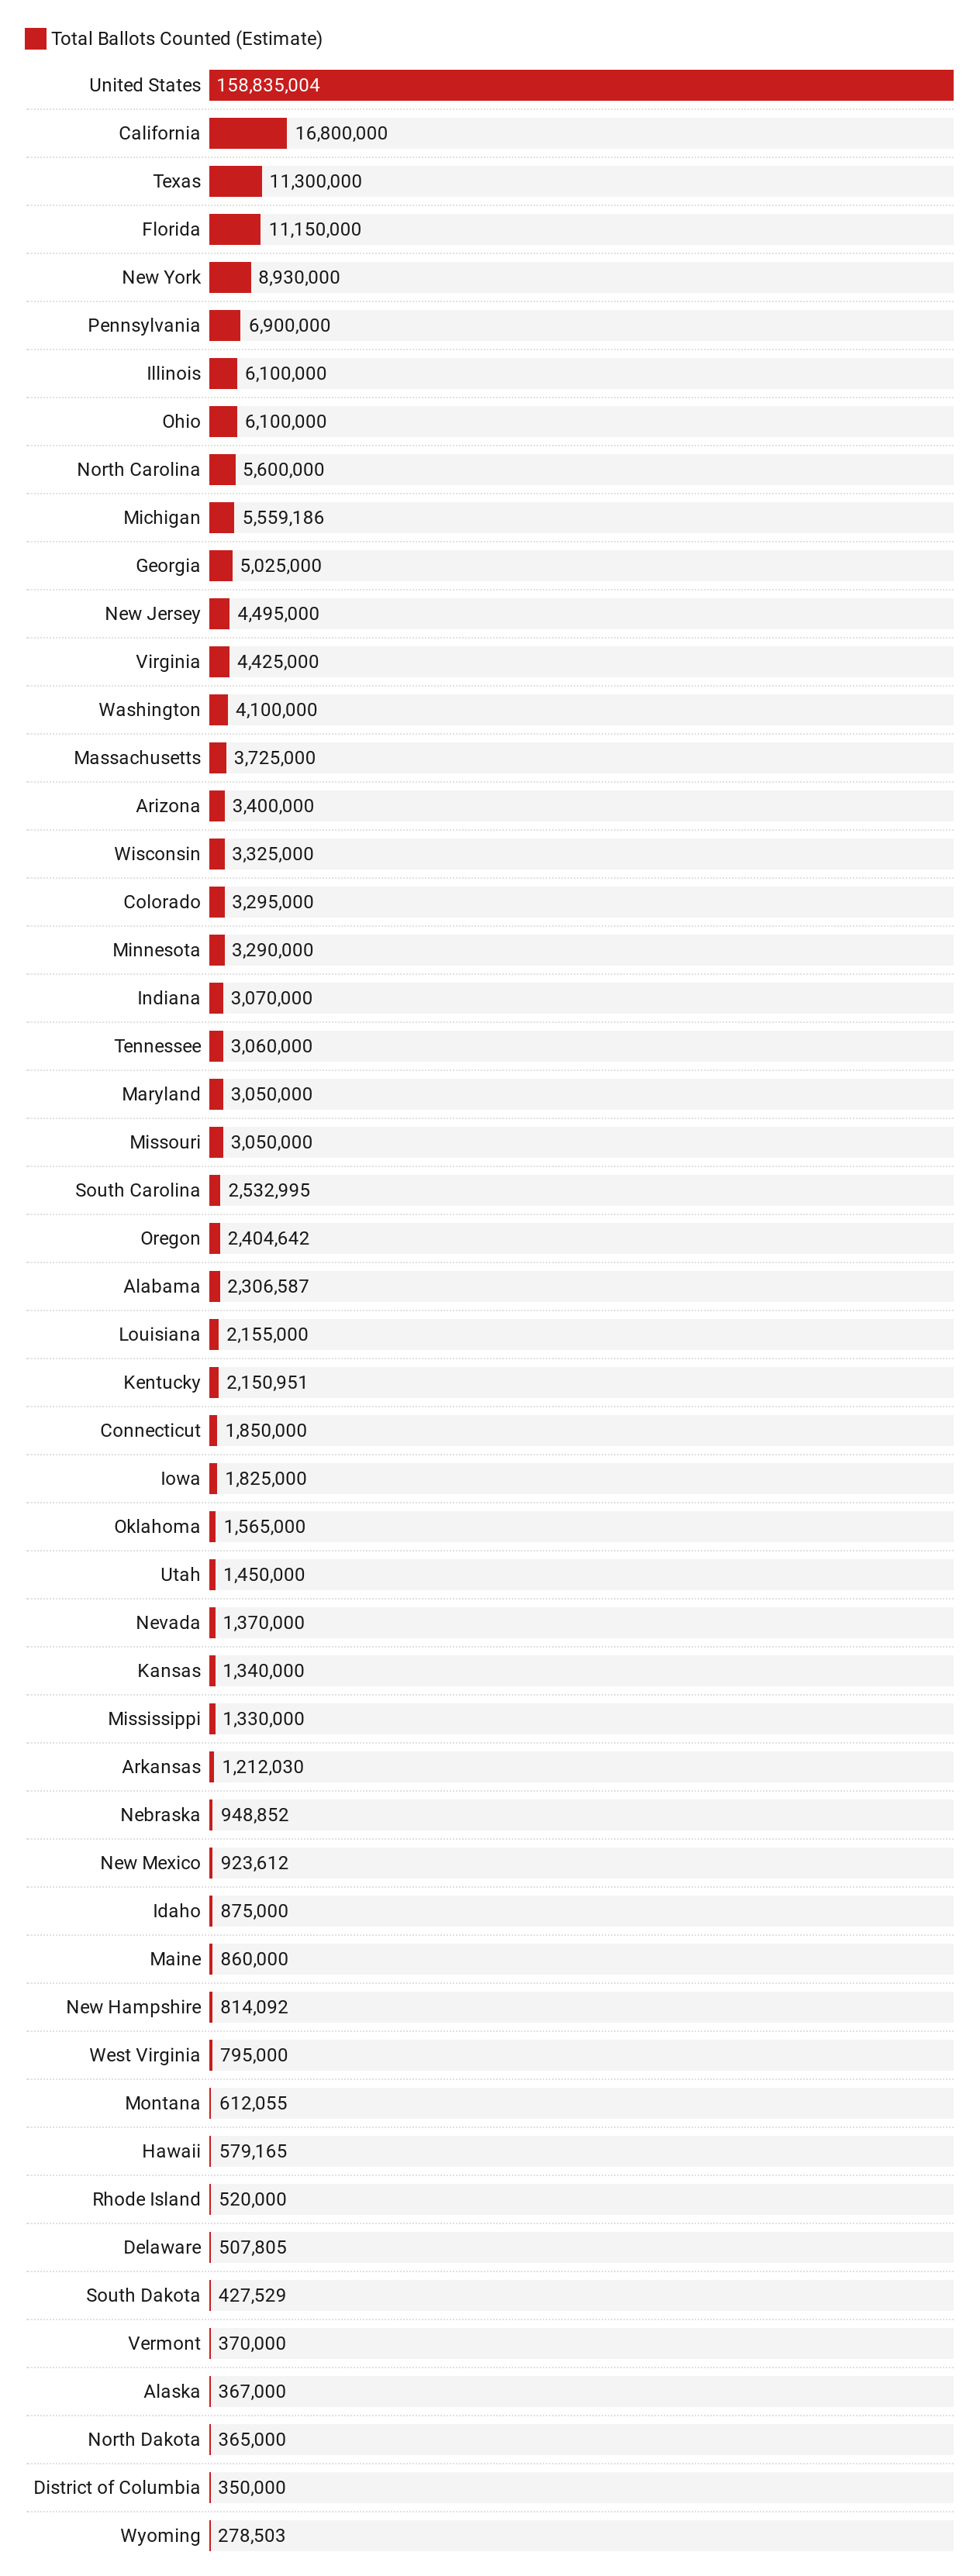 Total Ballots Counted (Estimate)
United States 158,835,004
California 16,800,000
Texas 11,300,000
Florida 11,150,000
New York 8,930,000
Pennsylvania 6,900,000
Illinois 6,100,000
Ohio 6,100,000
North Carolina 5,600,000
Michigan 5,559,186
Georgia 5,025,000
New Jersey 4,495,000
Virginia 4,425,000
Washington 4,100,000
Massachusetts 3,725,000
Arizona 3,400,000
Wisconsin 3,325,000
Colorado 3,295,000
Minnesota 3,290,000
Indiana 3,070,000
Tennessee 3,060,000
Maryland 3,050,000
Missouri 3,050,000
South Carolina 2,532,995
Oregon 2,404,642
Alabama 2,306,587
Louisiana 2,155,000
Kentucky 2,150,951
Connecticut 1,850,000
Iowa 1,825,000
Oklahoma 1,565,000
Utah 1,450,000
Nevada 1,370,000
Kansas 1,340,000
Mississippi 1,330,000
Arkansas 1,212,030
Nebraska 948,852
New Mexico 923,612
Idaho 875,000
Maine 860,000
New Hampshire 814,092
West Virginia 795,000
Montana 612,055
Hawaii 579,165
Rhode Island 520,000
Delaware 507,805
South Dakota 427,529
Vermont 370,000
Alaska 367,000
North Dakota 365,000
District of Columbia 350,000
Wyoming 278,503